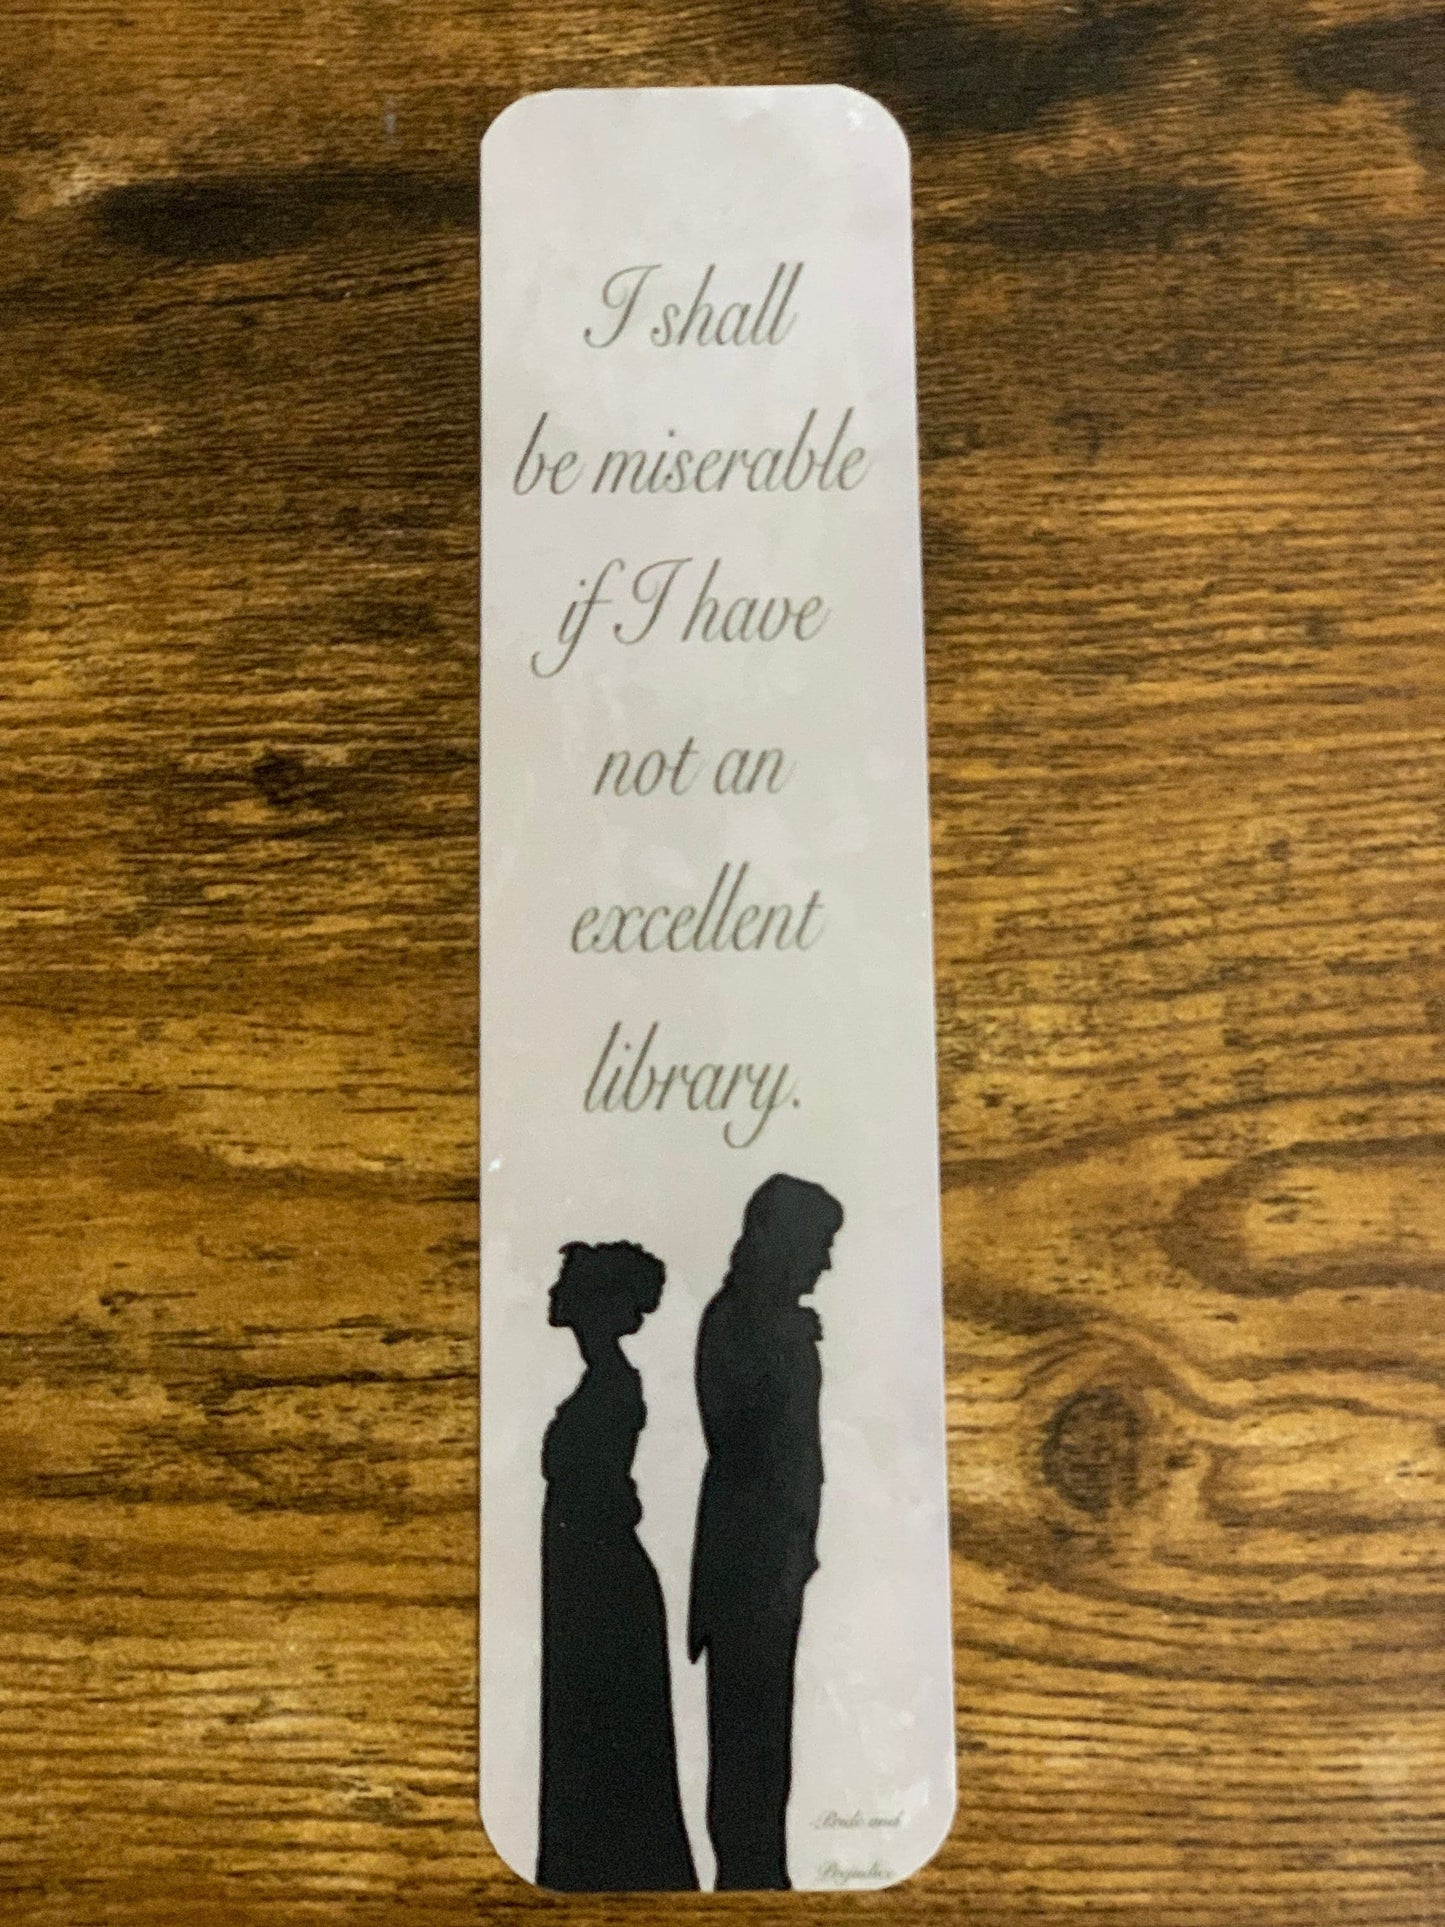 I shall
be miserable
if I have
not an
excellent
library.
-Pride and
Prejudice